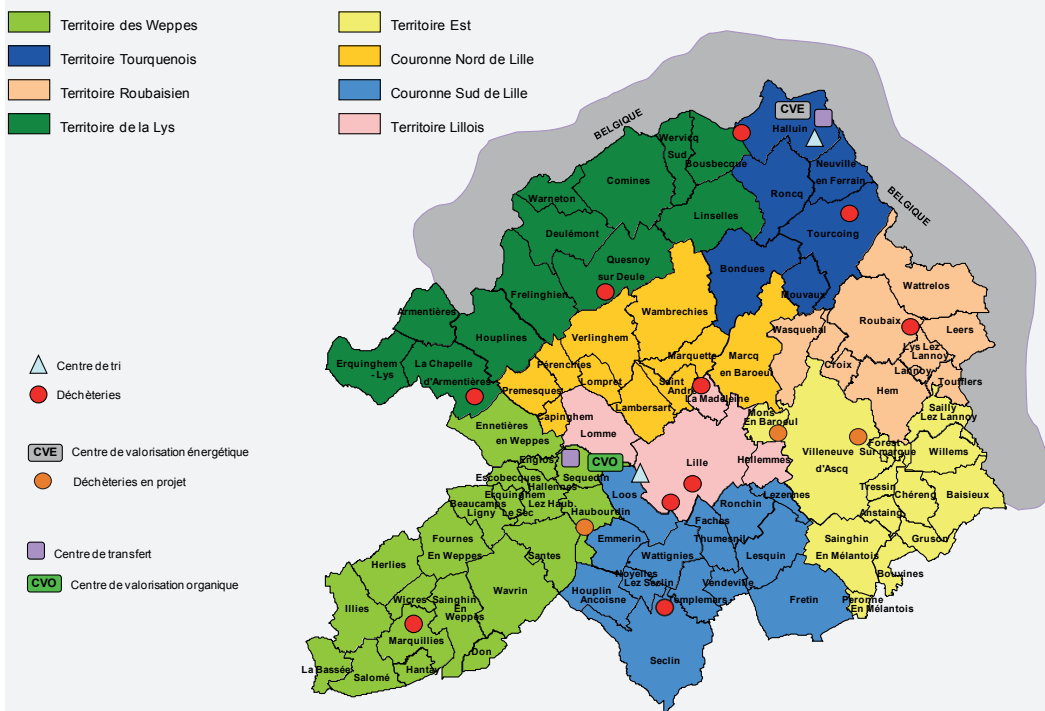 Territoire des Weppes
Territoire Tourquenois
Territoire Roubaisien
Territoire de la Lys
Territoire Est
Couronne Nord de Lille
Couronne Sud de Lille
Territoire Lillois
Centre de tri
Déchèteries
CVE Centre de valorisation énergétique
Déchèteries en projet
Centre de transfert
CVO Centre de valorisation organique
BELGIQUE
BELGIQUE
CVE
Halluin
Wervicq
Sud
Bousbecque
Neuville
en Ferrain
Comines
Roncq
Warneton
Linselles
Tourcoing
Deulémont
Quesnoy
sur Deule
Bondues
Frelinghien
Mouvaux
Wattrelos
Armentières
Wambrechies
Roubaix
Houplines
Verlinghem
Wasquehal
Leers
Erquinghem
-Lys
La Chapelle
d'Armentières
Pérenchies
Marquette
Marcq
en Baroeul
Croix
Lys Lez
Lannoy
Lannoy
Toufflers
Premesques
Lompret
Saint
André
La Madeleine
Hem
Capinghem
Lambersart
Mons
En Baroeul
Sailly
Lez Lannoy
Ennetières
en Weppes
Lomme
Villeneuve
d'Ascq
Forest
Sur marque
Willems
Englos
CVO
Lille
Hellemmes
Escobecques
Sequedin
Hallennes
Lez Haub.
Loos
Tressin
Chéreng
Baisieux
Erquinghem
Le Sec
Beaucamps
Ligny
Haubourdin
Ronchin
Lezennes
Anstaing
Faches
Thumesnil
Gruson
Fournes
En Weppes
Emmerin
Wattignies
Lesquin
Sainghin
En Mélantois
Herlies
Santes
Noyelles
Lez Seclin
Vendeville
Bouvines
Illies
Wicres
Sainghin
En
Weppes
Wavrin
Houplin
Ancoisne
Templemars
Fretin
Peronne
En Mélantois
Marquillies
Don
Seclin
La Bassée
Salomé
Hantay